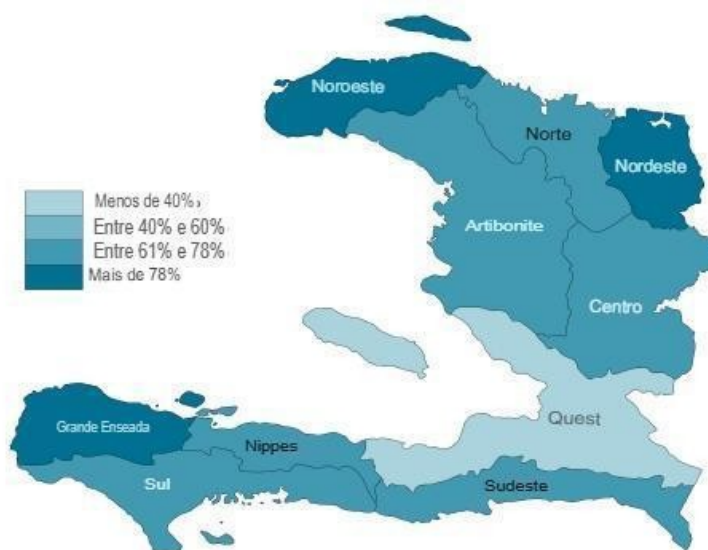 Noroeste
Norte
Nordeste
Menos de 40%,
Entre 40% e 60%
Entre 61% e 78%
Mais de 78%
Artibonite
Centro
Grande Enseada
Nippes
Quest
Sul
Sudeste